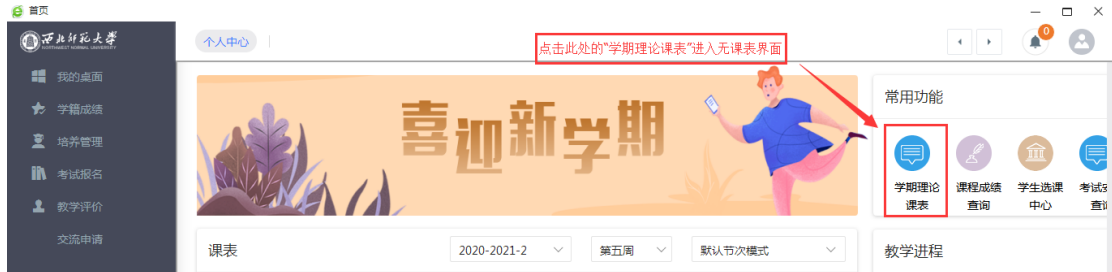 首页
西北师范大学
NORTHWEST NORMAL UNIVERSITY
个人中心
点击此处的“学期理论课表”进入无课表界面
0
我的桌面
学籍成绩
培养管理
考试报名
教学评价
交流申请
喜迎新学期
常用功能
学期理论
课表
课程成绩
查询
学生选课
中心
考试
课表
2020-2021-2
第五周
默认节次模式
教学进程